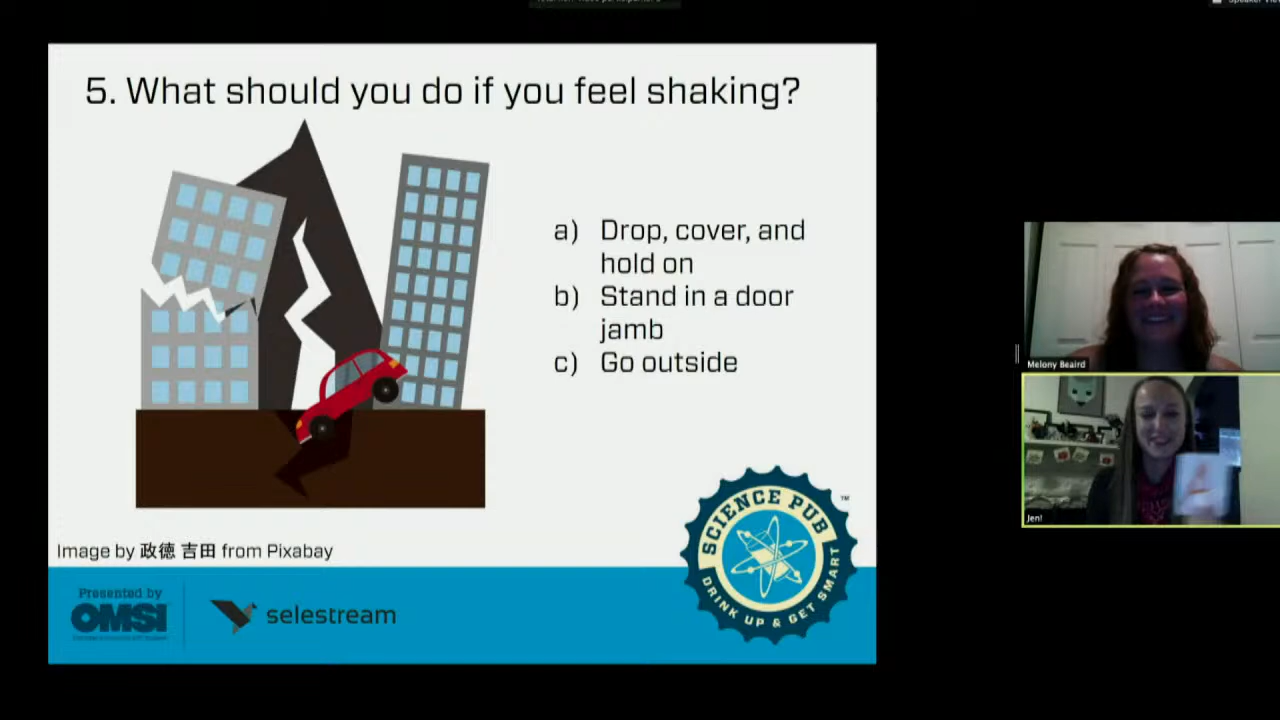 5. What should you do if you feel shaking?
a) Drop, cover, and
hold on
b) Stand in a door
jamb
c) Go outside
Melony Beaird
Jen!
SCIENCE PUB
DRINK UP & GET SMART
TM
Image by 政德 吉田 from Pixabay
Presented by
OMSI
selestream